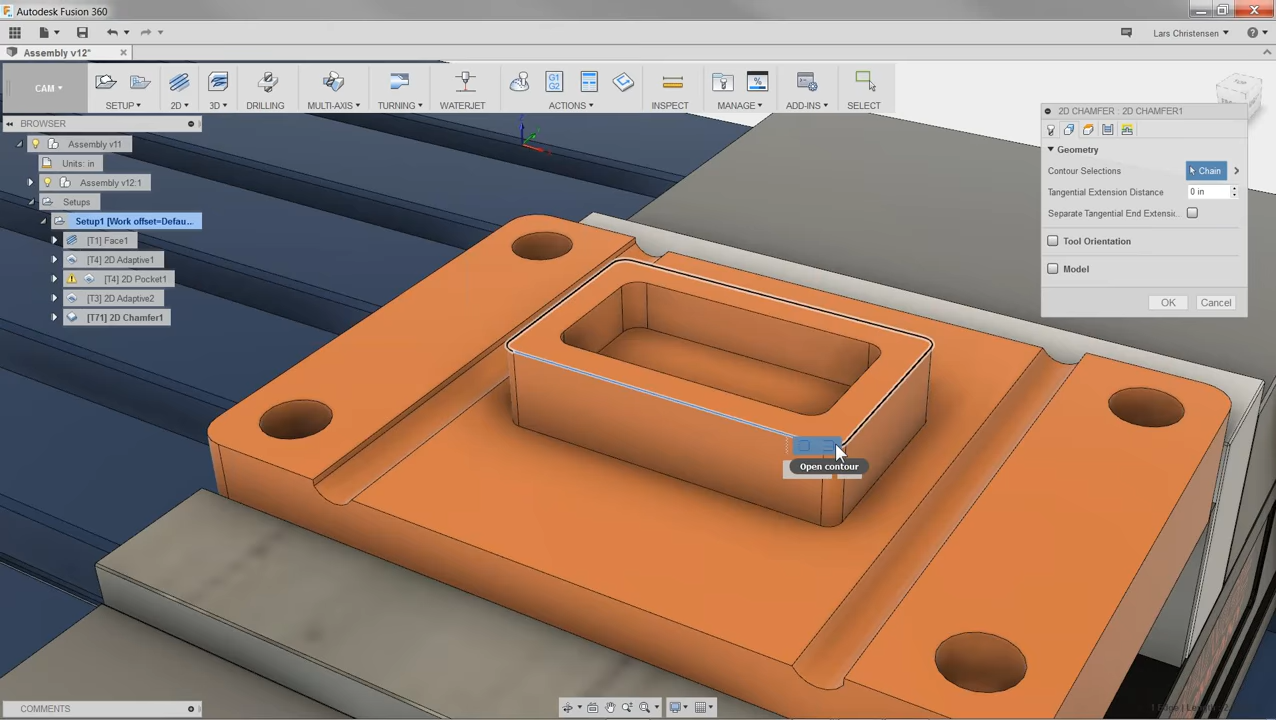 Autodesk Fusion 360
Lars Christensen
Assembly v12*
CAM
SETUP
2D
3D
DRILLING
MULTI-AXIS
TURNING
WATERJET
G1
G2
ACTIONS
INSPECT
MANAGE
ADD-INS
SELECT
BROWSER
Assembly v11
Units: in
Assembly v12:1
Setups
Setup1 [Work offset=Defau...
[T1] Face1
[T4] 2D Adaptive1
[T4] 2D Pocket1
[T3] 2D Adaptive2
[T71] 2D Chamfer1
2D CHAMFER : 2D CHAMFER1
Geometry
Contour Selections Chain
Tangential Extension Distance 0 in
Separate Tangential End Extensi...
Tool Orientation
Model
OK Cancel
Open contour
COMMENTS